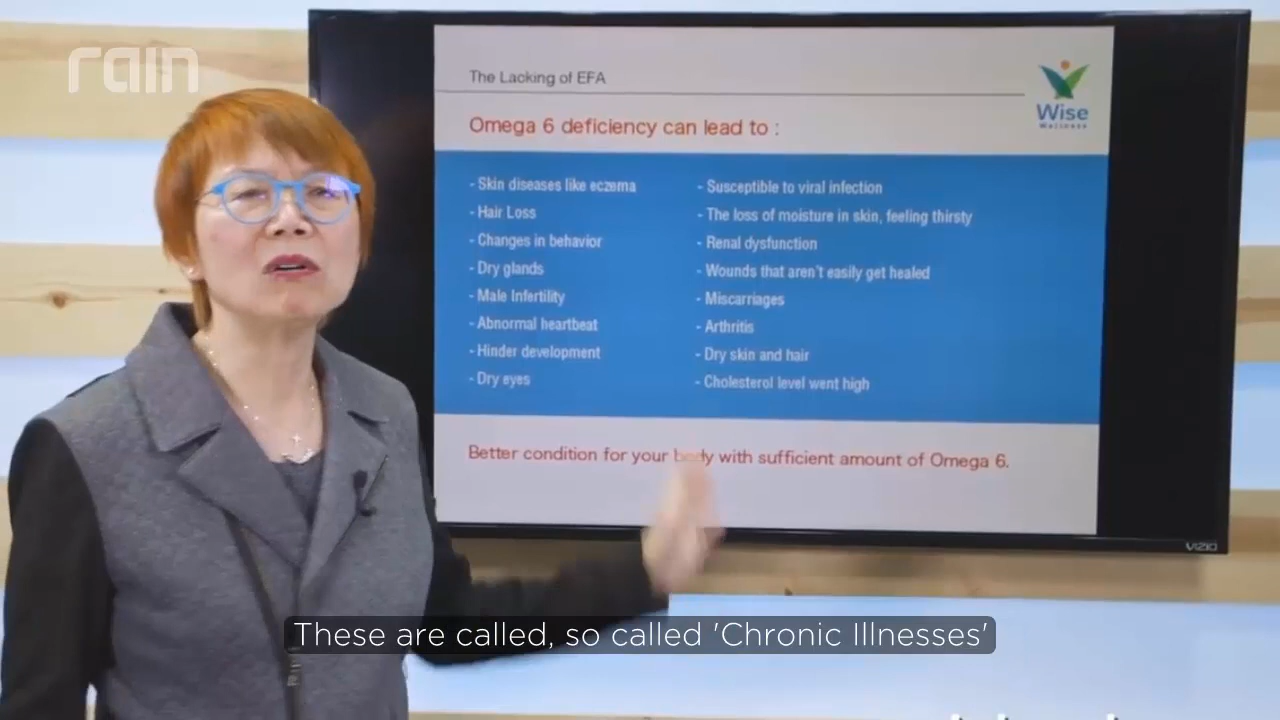 rain
The Lacking of EFA
Wise
Wellness
Omega 6 deficiency can lead to :
- Skin diseases like eczema
- Hair Loss
- Changes in behavior
- Dry glands
- Male Infertility
- Abnormal heartbeat
- Hinder development
- Dry eyes
- Susceptible to viral infection
- The loss of moisture in skin, feeling thirsty
- Renal dysfunction
- Wounds that aren't easily get healed
- Miscarriages
- Arthritis
- Dry skin and hair
- Cholesterol level went high
Better condition for your body with sufficient amount of Omega 6.
VIZIO
These are called, so called 'Chronic Illnesses'